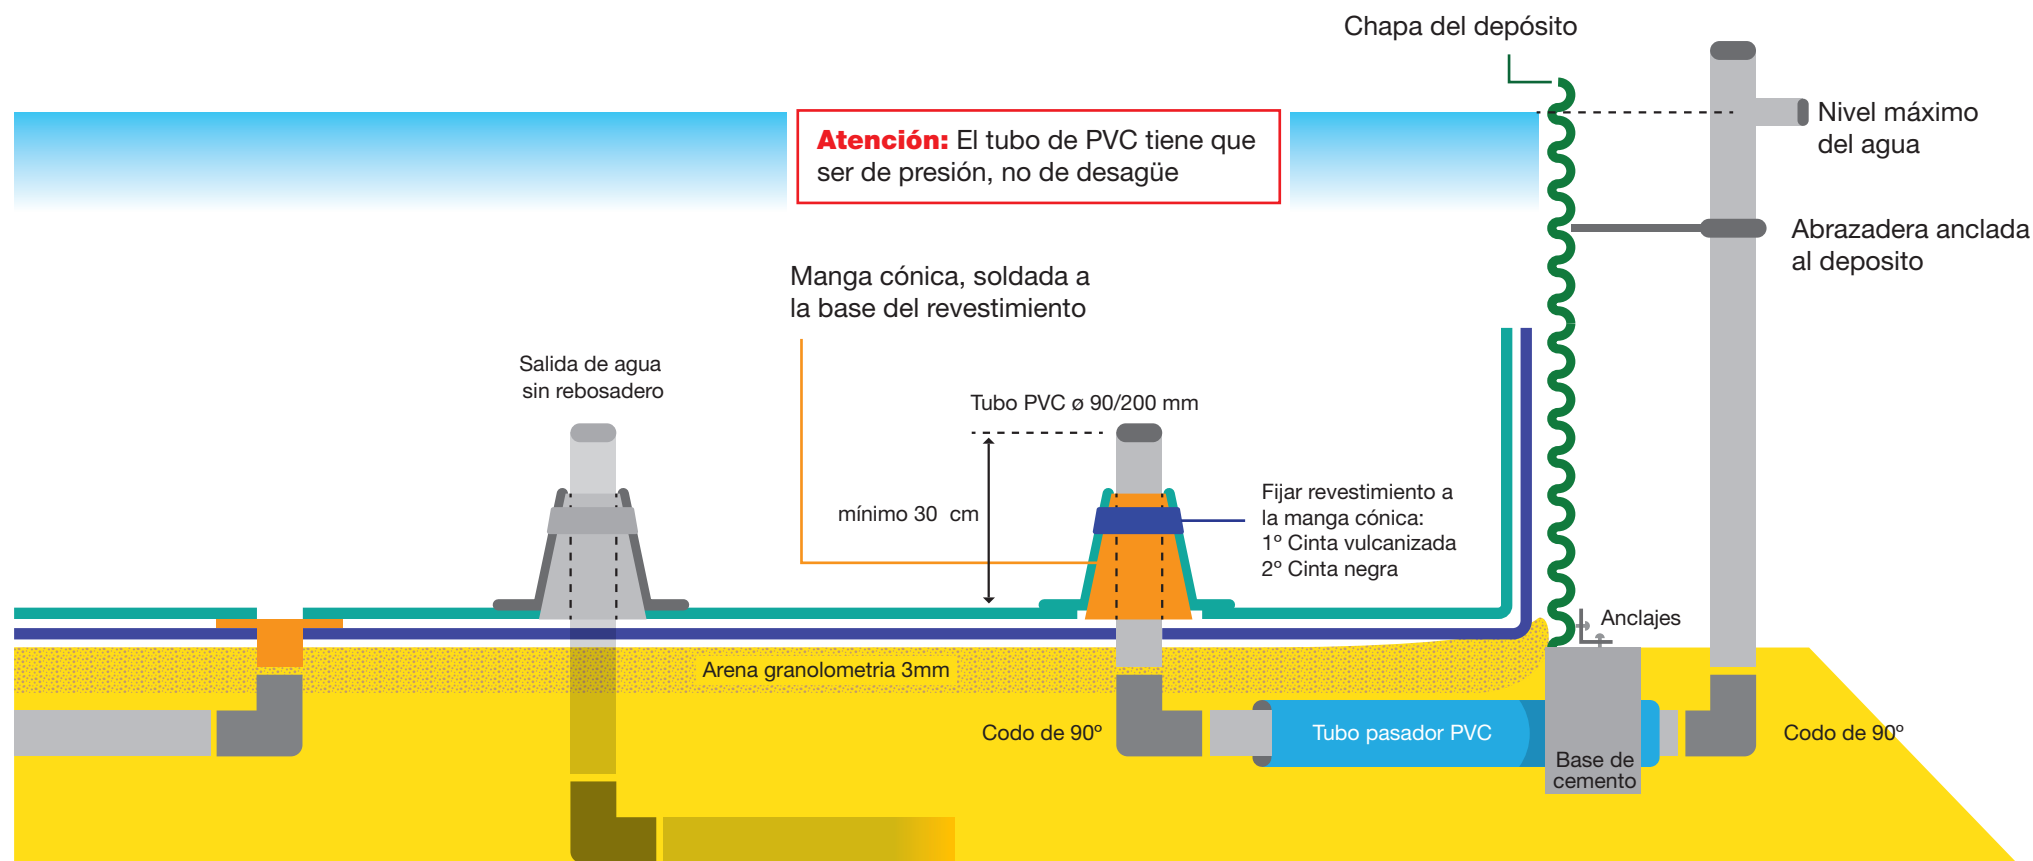 Chapa del depósito
Atención: El tubo de PVC tiene que
ser de presión, no de desagüe
Nivel máximo
del agua
Abrazadera anclada
al deposito
Manga cónica, soldada a
la base del revestimiento
Salida de agua
sin rebosadero
Tubo PVC ø 90/200 mm
mínimo 30 cm
Fijar revestimiento a
la manga cónica:
1º Cinta vulcanizada
2º Cinta negra
Anclajes
Arena granolometria 3mm
Codo de 90º
Tubo pasador PVC
Base de
cemento
Codo de 90º